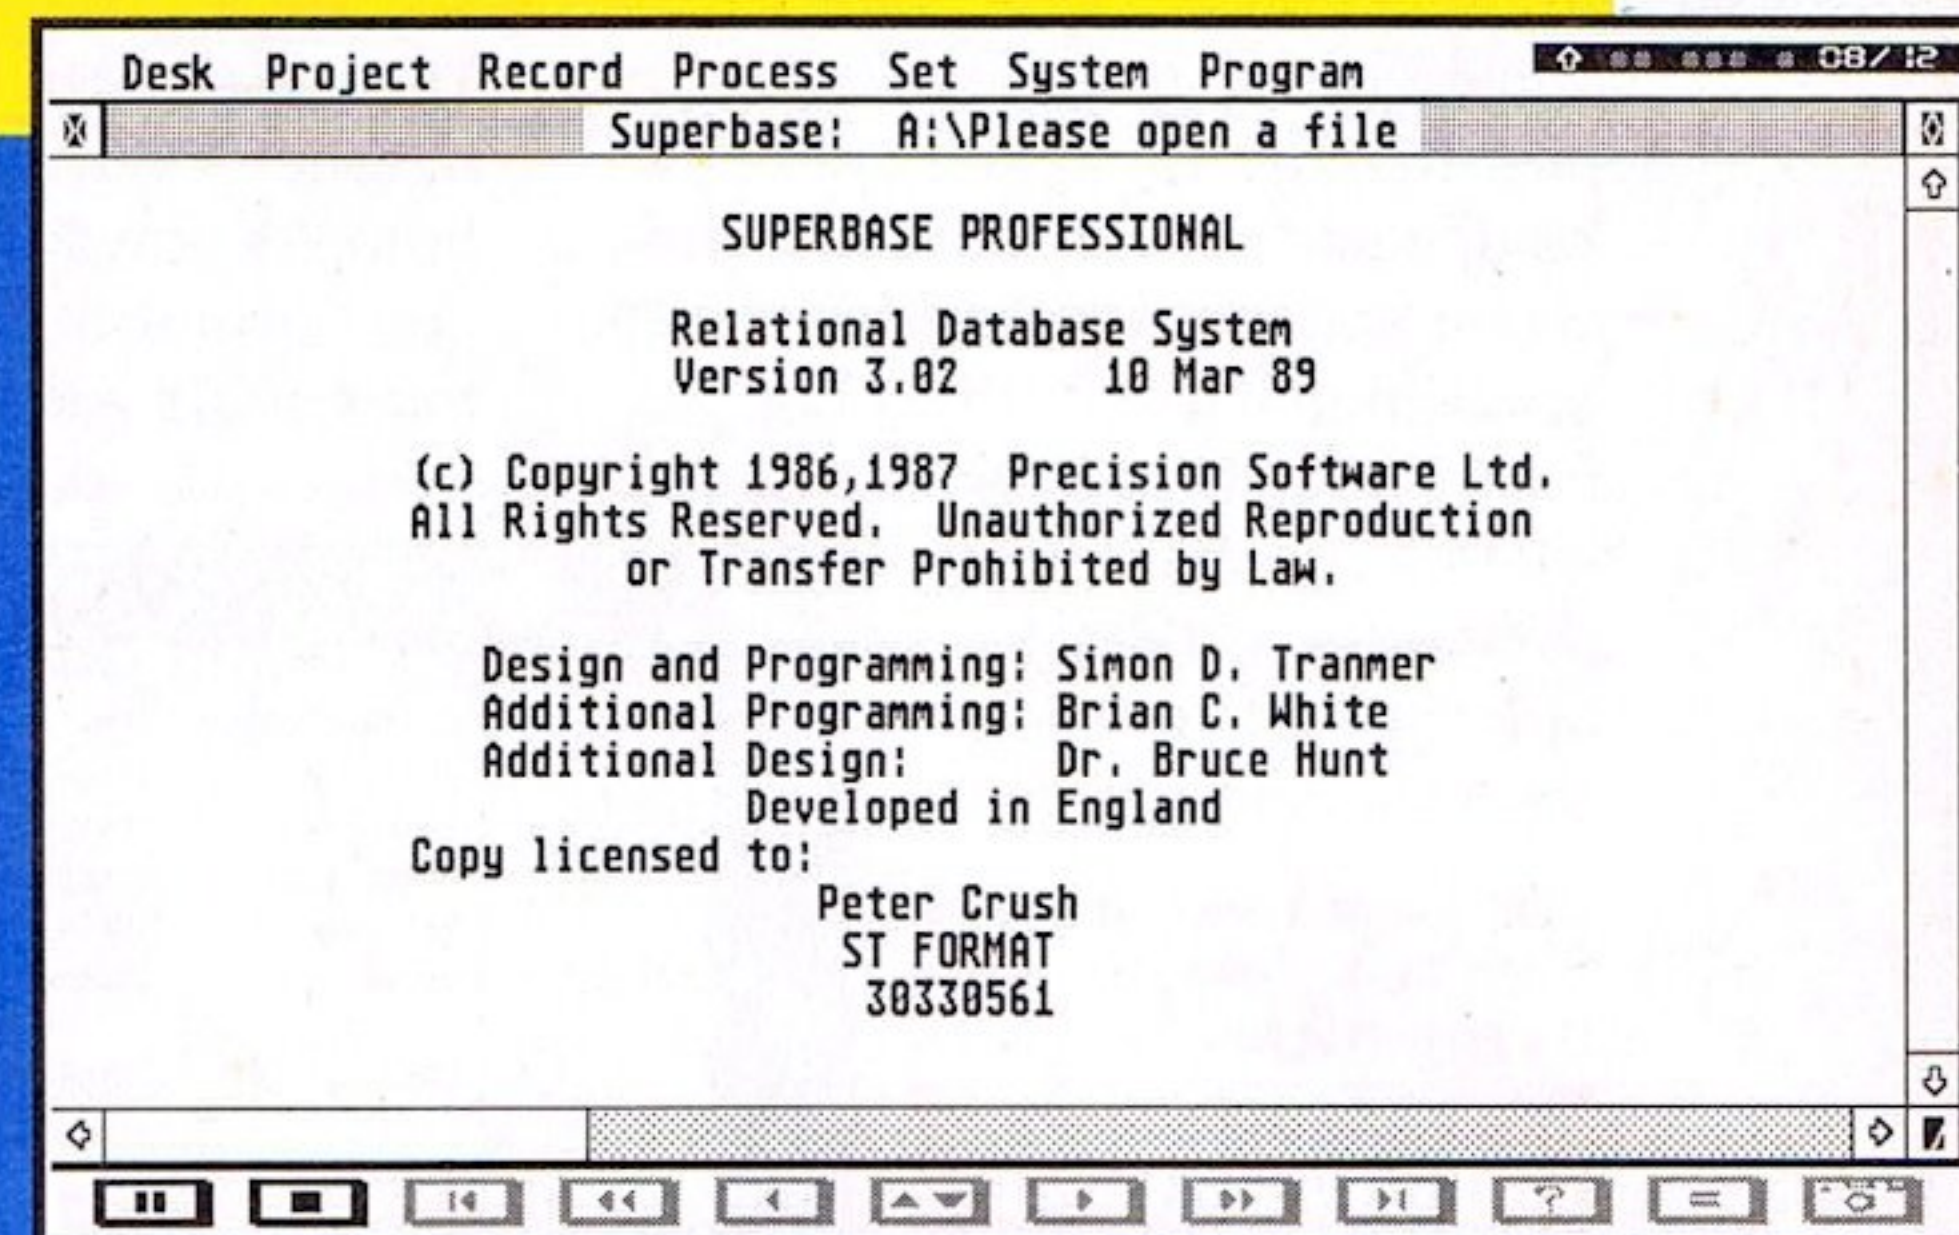 Desk Project Record Process Set System Program
08/12
Superbase: A:\Please open a file
SUPERBASE PROFESSIONAL
Relational Database System
Version 3.02 10 Mar 89
(c) Copyright 1986,1987 Precision Software Ltd.
All Rights Reserved. Unauthorized Reproduction
or Transfer Prohibited by Law.
Design and Programming: Simon D. Tranmer
Additional Programming: Brian C. White
Additional Design: Dr. Bruce Hunt
Developed in England
Copy licensed to:
Peter Crush
ST FORMAT
30330561
? =